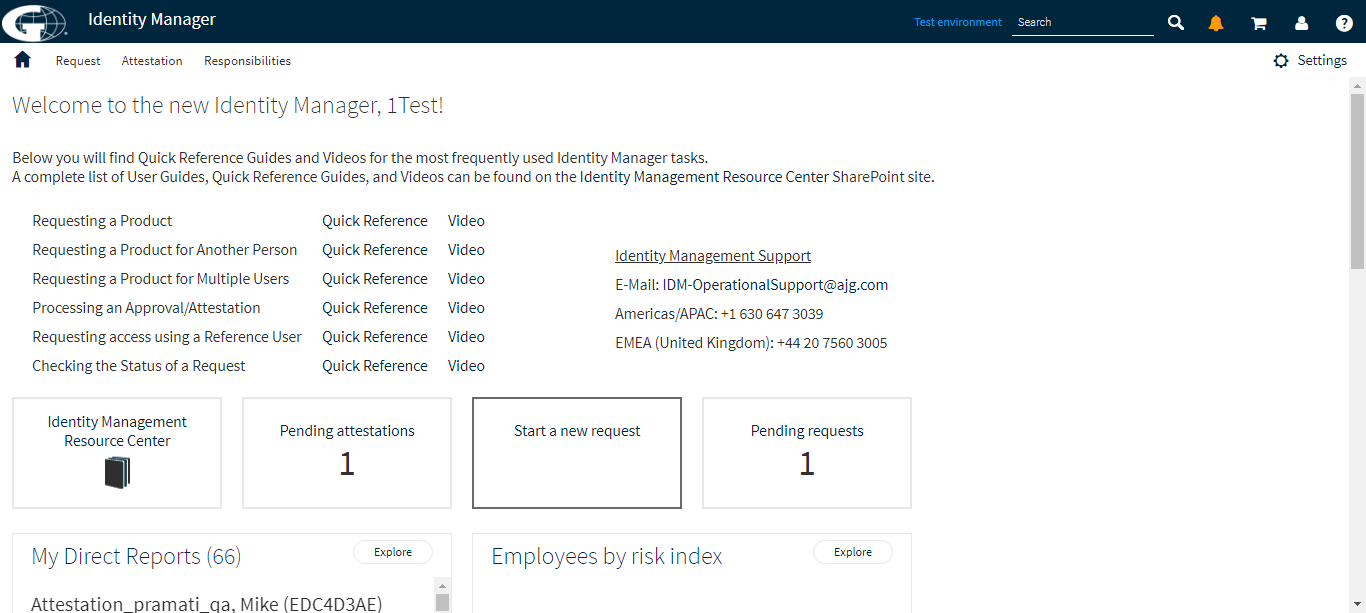 Identity Manager
Test environment
Search
Request Attestation Responsibilities
Settings
Welcome to the new Identity Manager, 1Test!
Below you will find Quick Reference Guides and Videos for the most frequently used Identity Manager tasks.
A complete list of User Guides, Quick Reference Guides, and Videos can be found on the Identity Management Resource Center SharePoint site.
Requesting a Product Quick Reference Video
Requesting a Product for Another Person Quick Reference Video
Requesting a Product for Multiple Users Quick Reference Video
Processing an Approval/Attestation Quick Reference Video
Requesting access using a Reference User Quick Reference Video
Checking the Status of a Request Quick Reference Video
Identity Management Support
E-Mail: IDM-OperationalSupport@ajg.com
Americas/APAC: +1 630 647 3039
EMEA (United Kingdom): +44 20 7560 3005
Identity Management
Resource Center
Pending attestations
1
Start a new request
Pending requests
1
My Direct Reports (66)
Explore
Attestation_pramati_qa, Mike (EDC4D3AE)
Employees by risk index
Explore